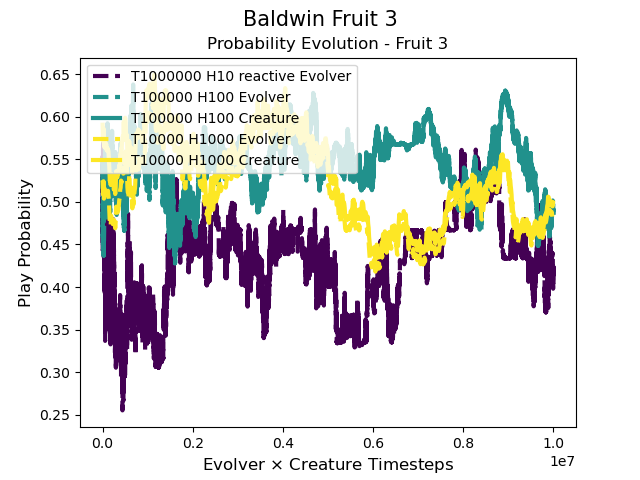 Baldwin Fruit 3
Probability Evolution - Fruit 3
T1000000 H10 reactive Evolver
T100000 H100 Evolver
T100000 H100 Creature
T10000 H1000 Evolver
T10000 H1000 Creature
Play Probability
0.65
0.60
0.55
0.50
0.45
0.40
0.35
0.30
0.25
0.0 0.2 0.4 0.6 0.8 1.0
1e7
Evolver × Creature Timesteps